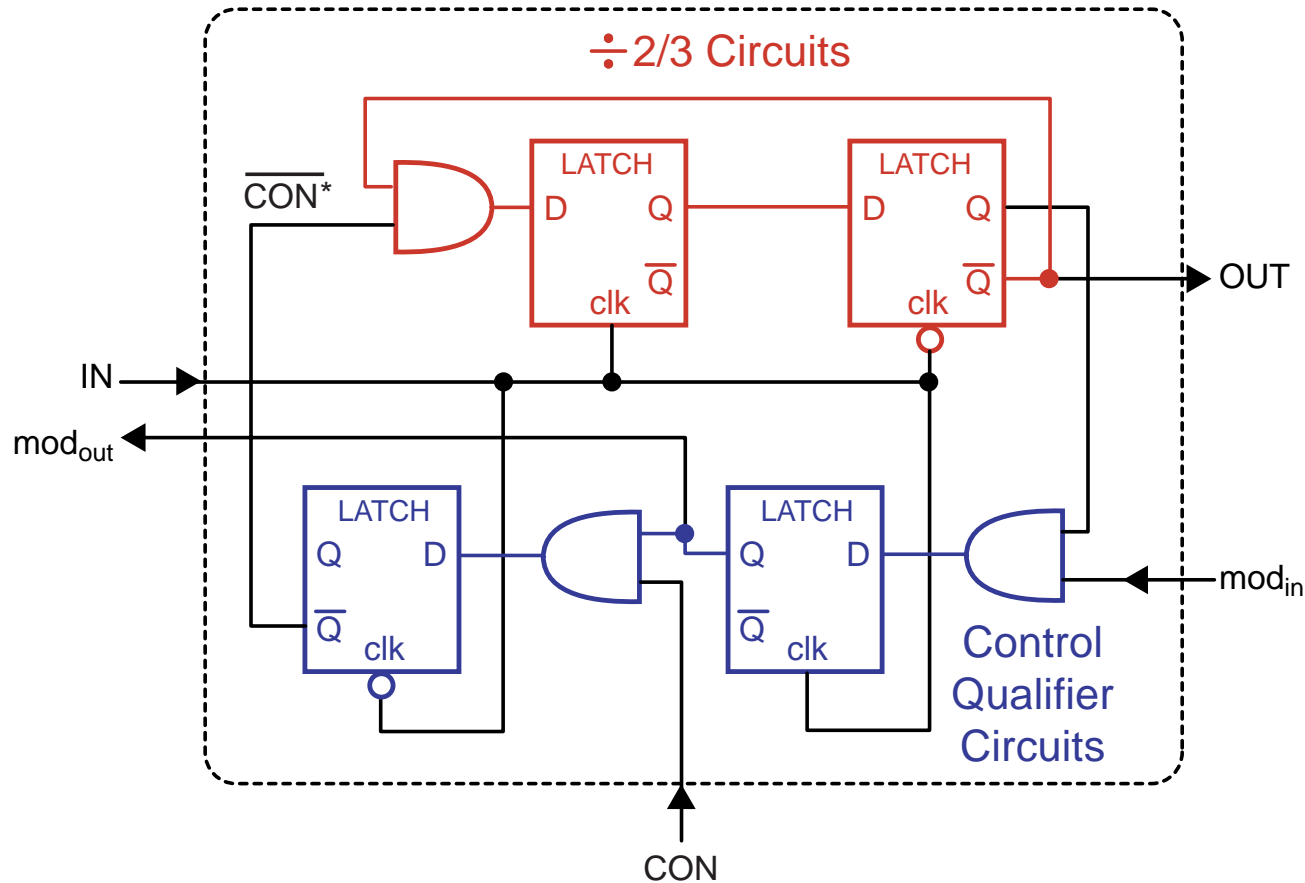 ÷ 2/3 Circuits
LATCH
LATCH
CON*
D
Q
D
Q
Q
Q
clk
clk
OUT
IN
modout
LATCH
LATCH
Q
D
Q
D
modin
Q
Q
clk
clk
Control
Qualifier
Circuits
CON